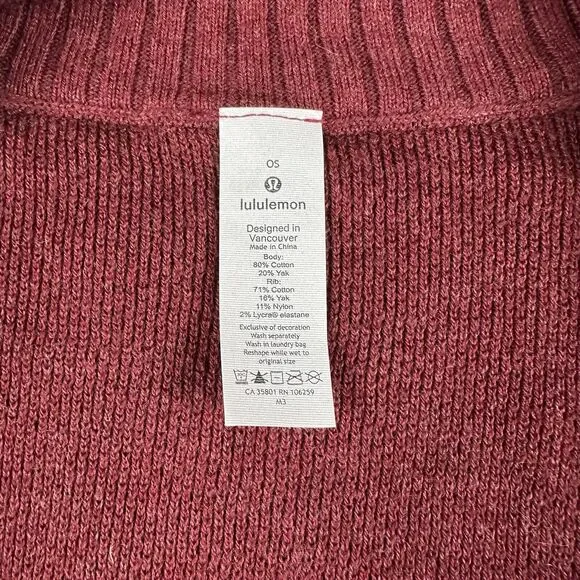 OS
lululemon
Designed in
Vancouver
Made in China
Body:
80% Cotton
20% Yak
Rib:
71% Cotton
16% Yak
11% Nylon
2% Lycra® elastane
Exclusive of decoration
Wash separately
Wash in laundry bag
Reshape while wet to
original size
CA 35801 RN 106259
M3